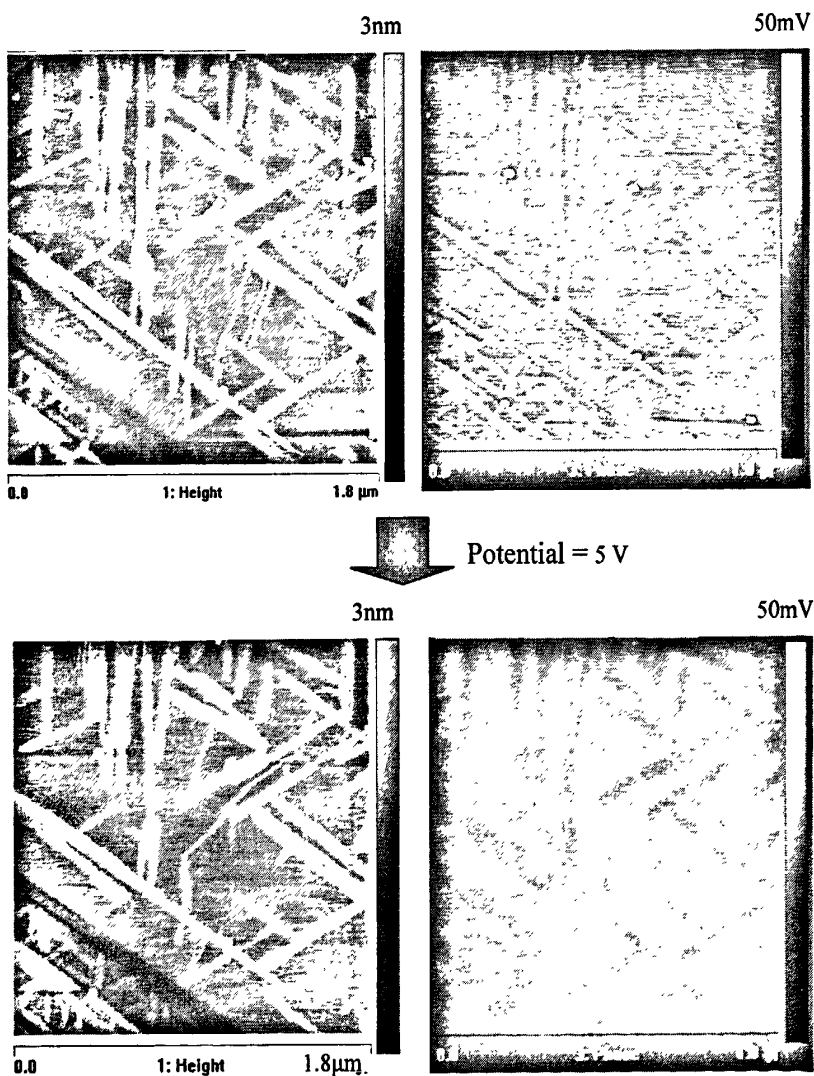 3nm
50mV
0.0 1: Height 1.8 µm
Potential = 5 V
3nm
50mV
0.0 1: Height 1.8µm